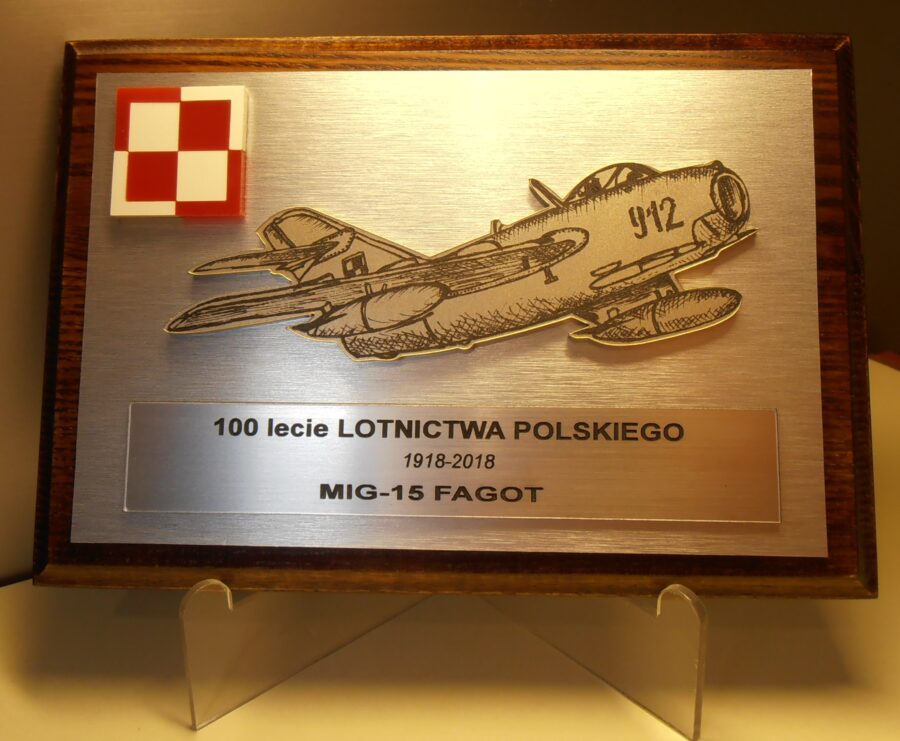 912
100 lecie LOTNICTWA POLSKIEGO
1918-2018
MIG-15 FAGOT